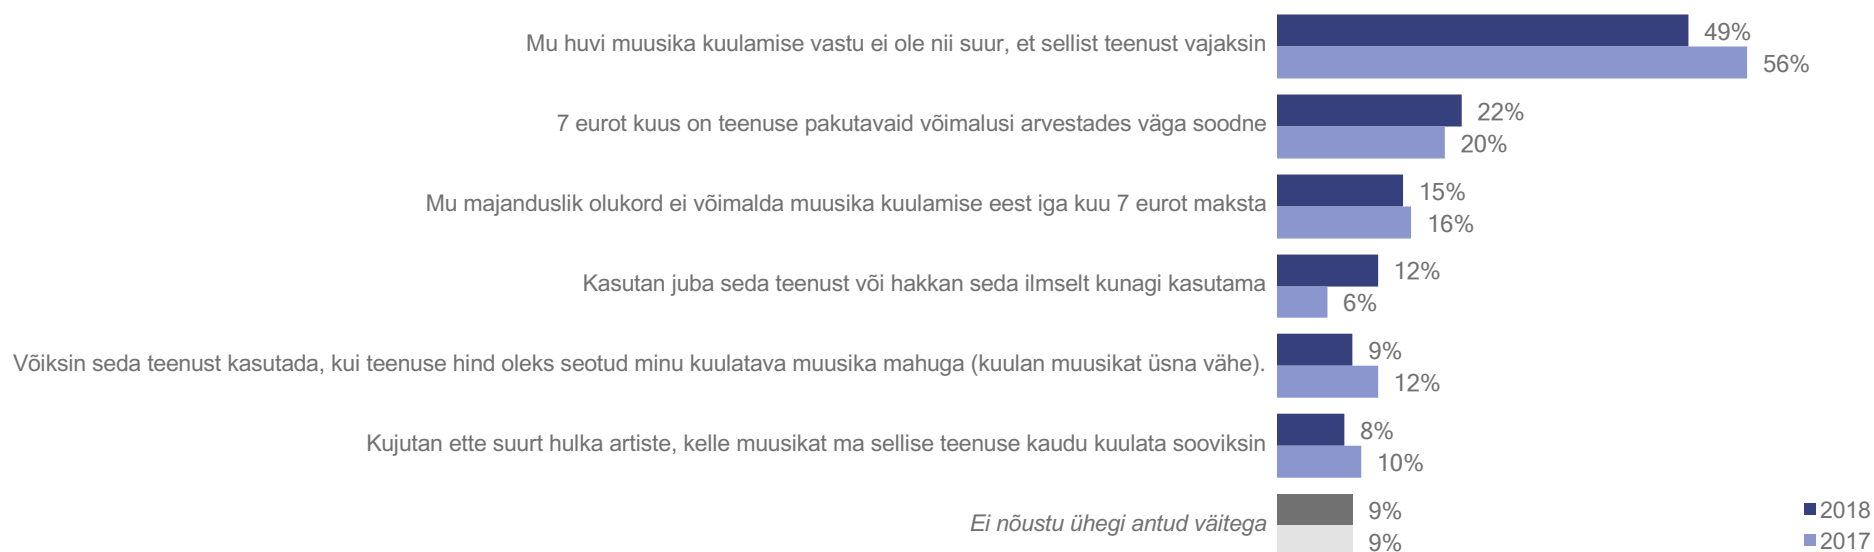 Mu huvi muusika kuulamise vastu ei ole nii suur, et sellist teenust vajaksin
49%
56%
7 eurot kuus on teenuse pakutavaid võimalusi arvestades väga soodne
22%
20%
Mu majanduslik olukord ei võimalda muusika kuulamise eest iga kuu 7 eurot maksta
15%
16%
Kasutan juba seda teenust või hakkan seda ilmselt kunagi kasutama
12%
6%
Võiksin seda teenust kasutada, kui teenuse hind oleks seotud minu kuulatava muusika mahuga (kuulan muusikat üsna vähe).
9%
12%
Kujutan ette suurt hulka artiste, kelle muusikat ma sellise teenuse kaudu kuulata sooviksin
8%
10%
Ei nõustu ühegi antud väitega
9%
9%
2018
2017